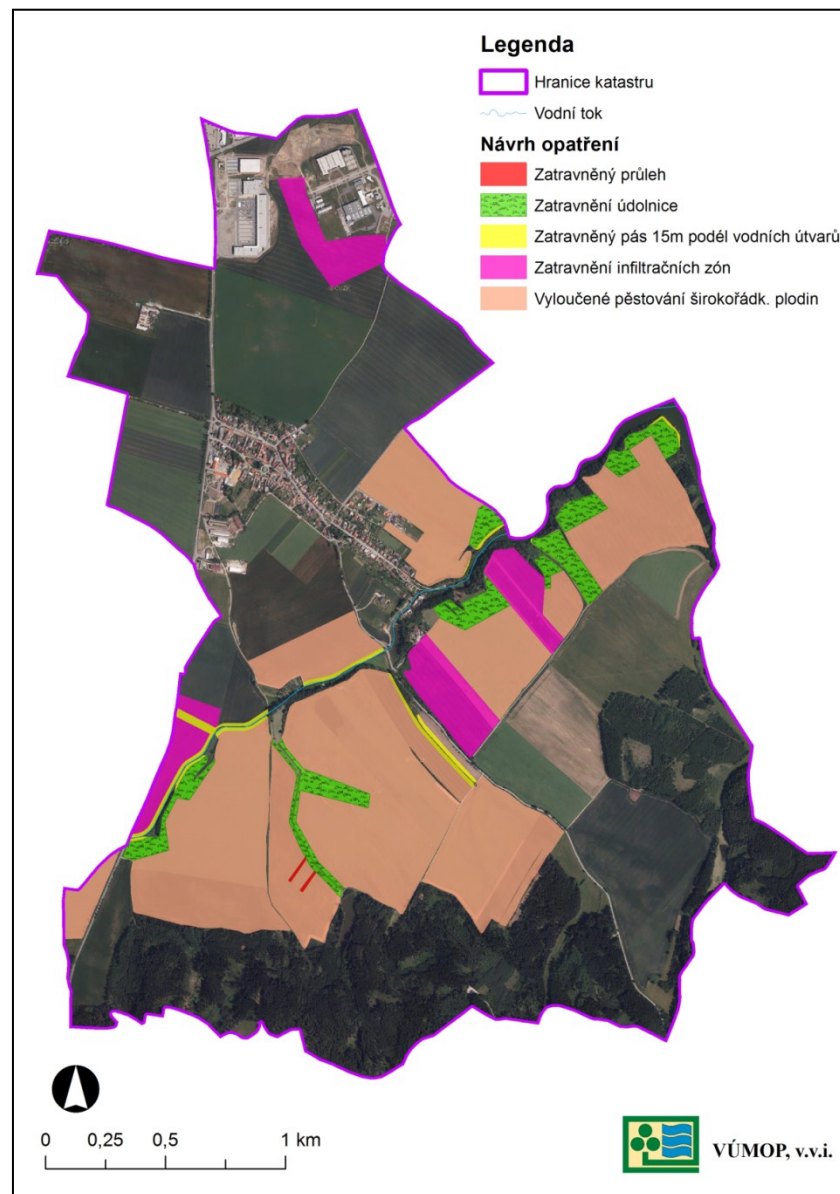 Legenda
Hranice katastru
Vodní tok
Návrh opatření
Zatravněný průleh
Zatravnění údolnice
Zatravněný pás 15m podél vodních útvarů
Zatravnění infiltračních zón
Vyloučené pěstování širokořádk. plodin
0 0,25 0,5 1 km
VÚMOP, v.v.i.